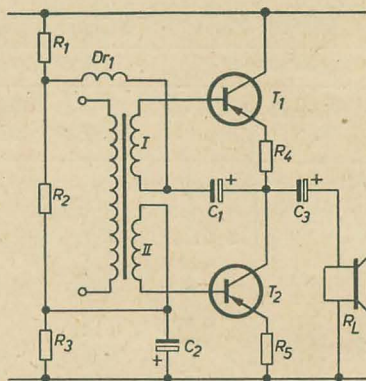 R1
Dr1
T1
I
R4
R2
C1
+
C3
+
II
T2
R3
C2
+
R5
RL